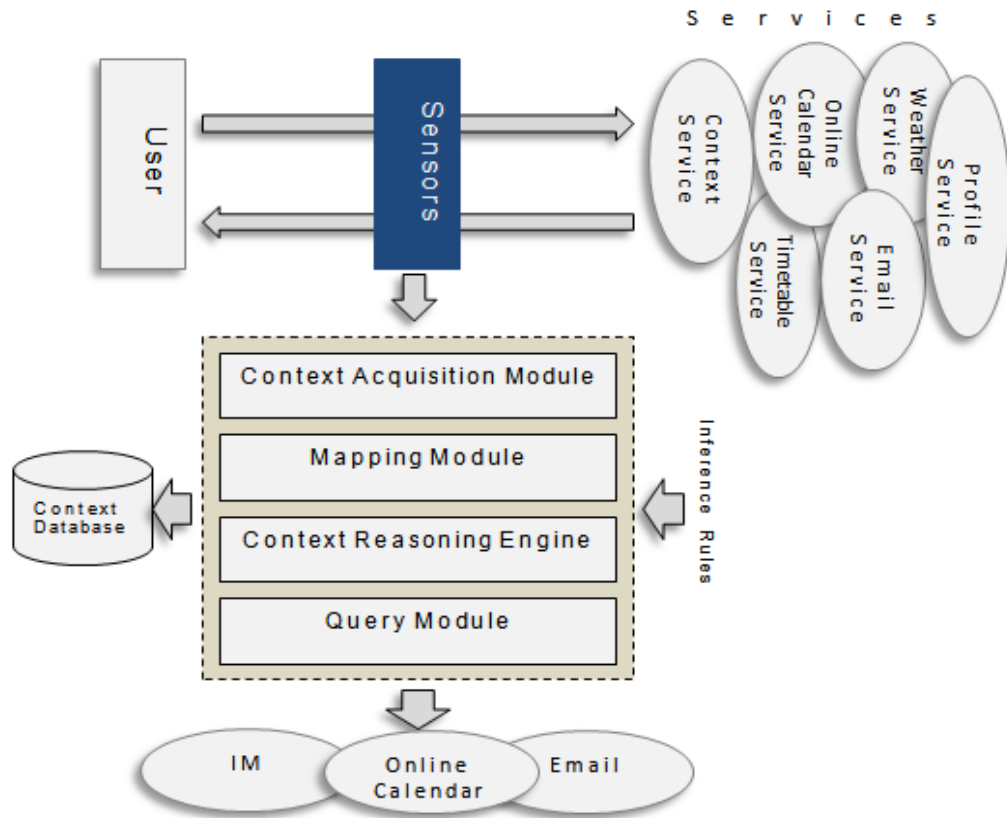 Services
User
Sensors
Context
Service
Online
Calendar
Service
Weather
Service
Profile
Service
Timetable
Service
Email
Service
Context Acquisition Module
Mapping Module
Context Reasoning Engine
Query Module
Inference Rules
Context
Database
IM
Online
Calendar
Email